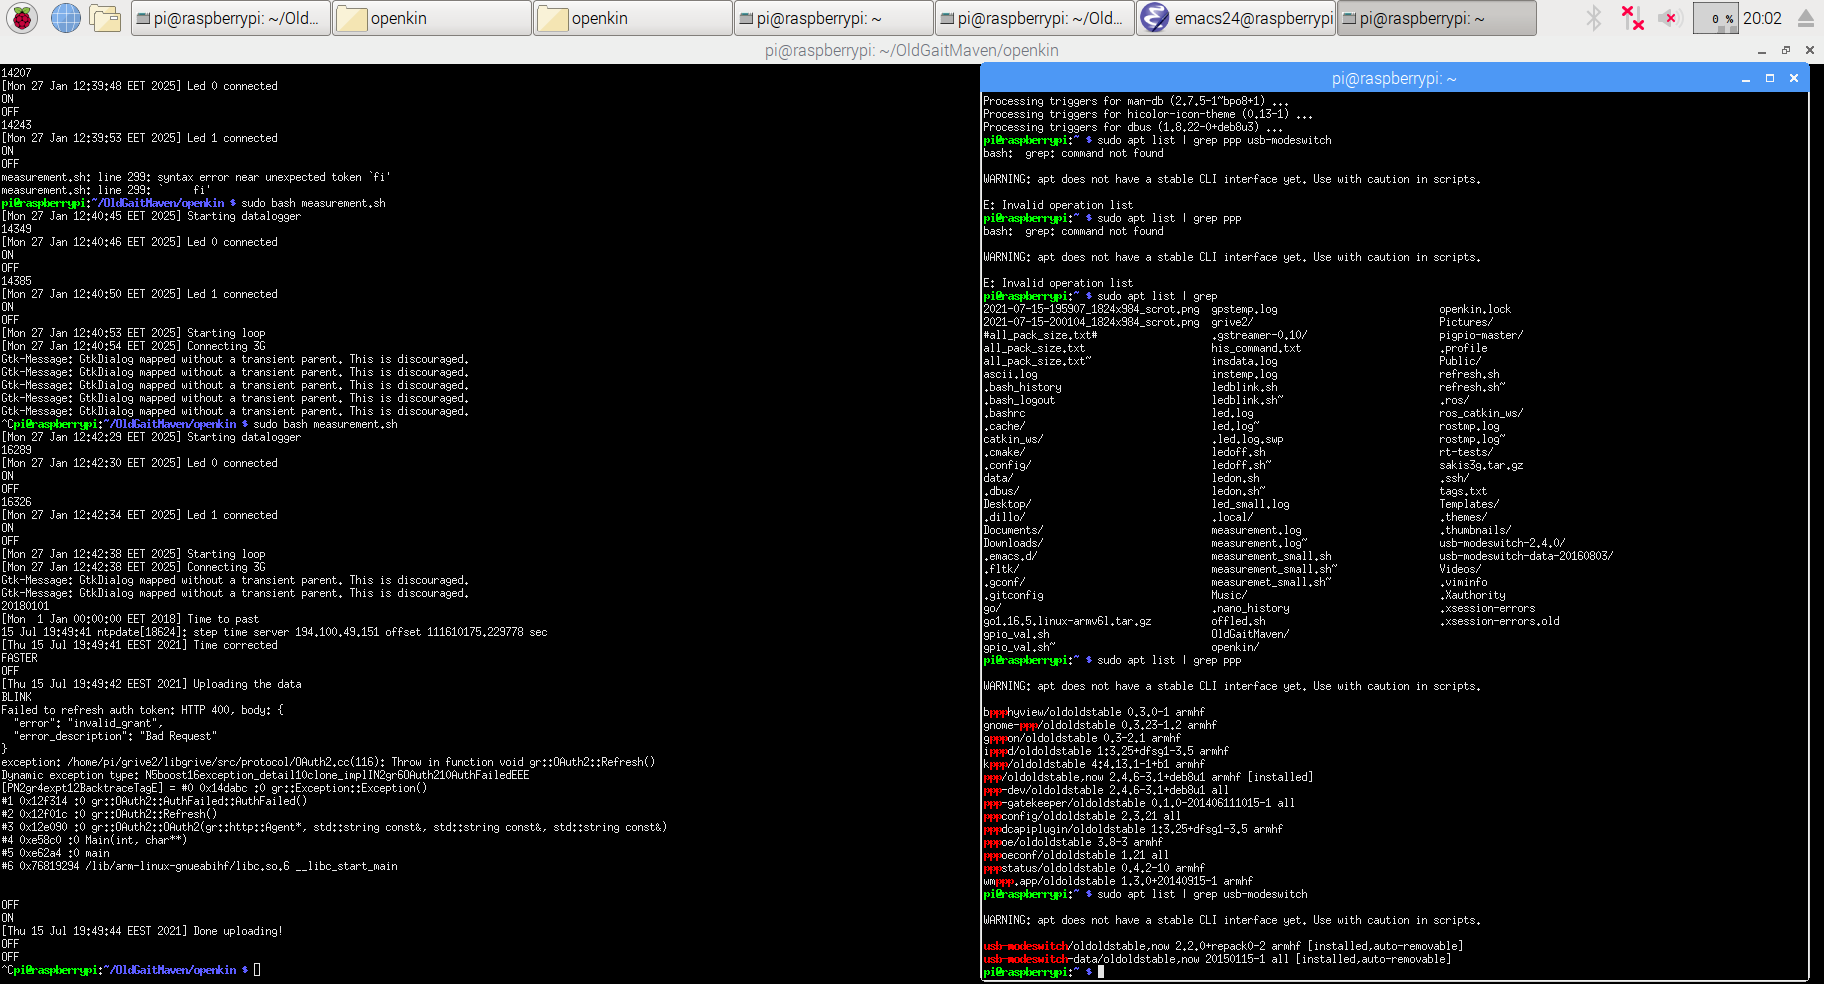 pi@raspberrypi: ~/Old...
openkin
openkin
pi@raspberrypi: ~
pi@raspberrypi: ~/Old...
emacs24@raspberrypi
pi@raspberrypi: ~
0 %
20:02
pi@raspberrypi: ~/OldGaitMaven/openkin
14207
[Mon 27 Jan 12:39:48 EET 2025] Led 0 connected
ON
OFF
14243
[Mon 27 Jan 12:39:53 EET 2025] Led 1 connected
ON
OFF
measurement.sh: line 299: syntax error near unexpected token `fi'
measurement.sh: line 299: `     fi'
pi@raspberrypi:~/OldGaitMaven/openkin $ sudo bash measurement.sh
[Mon 27 Jan 12:40:45 EET 2025] Starting datalogger
14349
[Mon 27 Jan 12:40:46 EET 2025] Led 0 connected
ON
OFF
14385
[Mon 27 Jan 12:40:50 EET 2025] Led 1 connected
ON
OFF
[Mon 27 Jan 12:40:53 EET 2025] Starting loop
[Mon 27 Jan 12:40:54 EET 2025] Connecting 3G
Gtk-Message: GtkDialog mapped without a transient parent. This is discouraged.
Gtk-Message: GtkDialog mapped without a transient parent. This is discouraged.
Gtk-Message: GtkDialog mapped without a transient parent. This is discouraged.
Gtk-Message: GtkDialog mapped without a transient parent. This is discouraged.
Gtk-Message: GtkDialog mapped without a transient parent. This is discouraged.
^Cpi@raspberrypi:~/OldGaitMaven/openkin $ sudo bash measurement.sh
[Mon 27 Jan 12:42:29 EET 2025] Starting datalogger
16289
[Mon 27 Jan 12:42:30 EET 2025] Led 0 connected
ON
OFF
16326
[Mon 27 Jan 12:42:34 EET 2025] Led 1 connected
ON
OFF
[Mon 27 Jan 12:42:38 EET 2025] Starting loop
[Mon 27 Jan 12:42:38 EET 2025] Connecting 3G
Gtk-Message: GtkDialog mapped without a transient parent. This is discouraged.
Gtk-Message: GtkDialog mapped without a transient parent. This is discouraged.
20180101
[Mon  1 Jan 00:00:00 EET 2018] Time to past
15 Jul 19:49:41 ntpdate[18624]: step time server 194.100.49.151 offset 111610175.229778 sec
[Thu 15 Jul 19:49:41 EEST 2021] Time corrected
FASTER
OFF
[Thu 15 Jul 19:49:42 EEST 2021] Uploading the data
BLINK
Failed to refresh auth token: HTTP 400, body: {
  "error": "invalid_grant",
  "error_description": "Bad Request"
}
exception: /home/pi/grive2/libgrive/src/protocol/OAuth2.cc(116): Throw in function void gr::OAuth2::Refresh()
Dynamic exception type: N5boost16exception_detail10clone_implIN2gr6OAuth210AuthFailedEEE
[PN2gr4expt12BacktraceTagE] = #0 0x14dabc :0 gr::Exception::Exception()
#1 0x12f314 :0 gr::OAuth2::AuthFailed::AuthFailed()
#2 0x12f01c :0 gr::OAuth2::Refresh()
#3 0x12e090 :0 gr::OAuth2::OAuth2(gr::http::Agent*, std::string const&, std::string const&, std::string const&)
#4 0xe58c0 :0 Main(int, char**)
#5 0xe62a4 :0 main
#6 0x76819294 /lib/arm-linux-gnueabihf/libc.so.6 __libc_start_main
OFF
ON
[Thu 15 Jul 19:49:44 EEST 2021] Done uploading!
OFF
OFF
^Cpi@raspberrypi:~/OldGaitMaven/openkin $
pi@raspberrypi: ~
Processing triggers for man-db (2.7.5-1~bpo8+1) ...
Processing triggers for hicolor-icon-theme (0.13-1) ...
Processing triggers for dbus (1.8.22-0+deb8u3) ...
pi@raspberrypi:~ $ sudo apt list | grep ppp usb-modeswitch
bash:  grep: command not found
WARNING: apt does not have a stable CLI interface yet. Use with caution in scripts.
E: Invalid operation list
pi@raspberrypi:~ $ sudo apt list | grep ppp
bash:  grep: command not found
WARNING: apt does not have a stable CLI interface yet. Use with caution in scripts.
E: Invalid operation list
pi@raspberrypi:~ $ sudo apt list | grep
2021-07-15-195907_1824x984_scrot.png  gpstemp.log  openkin.lock
2021-07-15-200104_1824x984_scrot.png  grive2/  Pictures/
#all_pack_size.txt#  .gstreamer-0.10/  pigpio-master/
all_pack_size.txt  his_command.txt  .profile
all_pack_size.txt~  insdata.log  Public/
ascii.log  instemp.log  refresh.sh
.bash_history  ledblink.sh  refresh.sh~
.bash_logout  ledblink.sh~  .ros/
.bashrc  led.log  ros_catkin_ws/
.cache/  led.log~  rostmp.log
catkin_ws/  .led.log.swp  rostmp.log~
.cmake/  ledoff.sh  rt-tests/
.config/  ledoff.sh~  sakis3g.tar.gz
data/  ledon.sh  .ssh/
.dbus/  ledon.sh~  tags.txt
Desktop/  led_small.log  Templates/
.dillo/  .local/  .themes/
Documents/  measurement.log  .thumbnails/
Downloads/  measurement.log~  usb-modeswitch-2.4.0/
.emacs.d/  measurement_small.sh  usb-modeswitch-data-20160803/
.fltk/  measurement_small.sh~  Videos/
.gconf/  measuremet_small.sh~  .viminfo
.gitconfig  Music/  .Xauthority
go/  .nano_history  .xsession-errors
go1.16.5.linux-armv6l.tar.gz  offled.sh  .xsession-errors.old
gpio_val.sh  OldGaitMaven/
gpio_val.sh~  openkin/
pi@raspberrypi:~ $ sudo apt list | grep ppp
WARNING: apt does not have a stable CLI interface yet. Use with caution in scripts.
bppphyview/oldoldstable 0.3.0-1 armhf
gnome-ppp/oldoldstable 0.3.23-1.2 armhf
gpppon/oldoldstable 0.3-2.1 armhf
ipppd/oldoldstable 1:3.25+dfsg1-3.5 armhf
kppp/oldoldstable 4:4.13.1-1+b1 armhf
ppp/oldoldstable,now 2.4.6-3.1+deb8u1 armhf [installed]
ppp-dev/oldoldstable 2.4.6-3.1+deb8u1 all
ppp-gatekeeper/oldoldstable 0.1.0-201406111015-1 all
pppconfig/oldoldstable 2.3.21 all
pppdcapiplugin/oldoldstable 1:3.25+dfsg1-3.5 armhf
pppoe/oldoldstable 3.8-3 armhf
pppoeconf/oldoldstable 1.21 all
pppstatus/oldoldstable 0.4.2-10 armhf
wmppp.app/oldoldstable 1.3.0+20140915-1 armhf
pi@raspberrypi:~ $ sudo apt list | grep usb-modeswitch
WARNING: apt does not have a stable CLI interface yet. Use with caution in scripts.
usb-modeswitch/oldoldstable,now 2.2.0+repack0-2 armhf [installed,auto-removable]
usb-modeswitch-data/oldoldstable,now 20150115-1 all [installed,auto-removable]
pi@raspberrypi:~ $